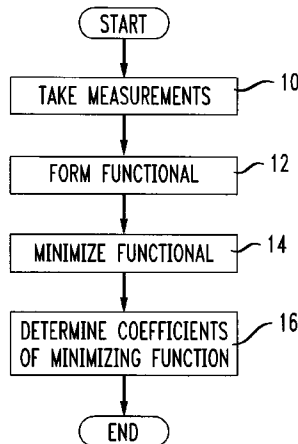 START
TAKE MEASUREMENTS
10
FORM FUNCTIONAL
12
MINIMIZE FUNCTIONAL
14
DETERMINE COEFFICIENTS
OF MINIMIZING FUNCTION
16
END